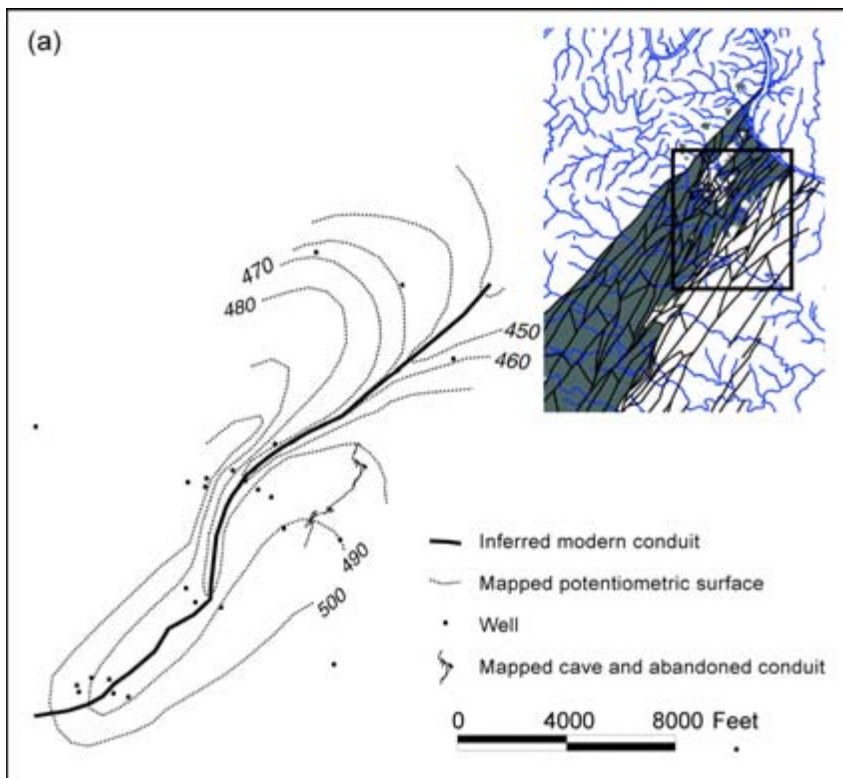 (a)
470
480
450
460
490
500
Inferred modern conduit
Mapped potentiometric surface
Well
Mapped cave and abandoned conduit
0 4000 8000 Feet